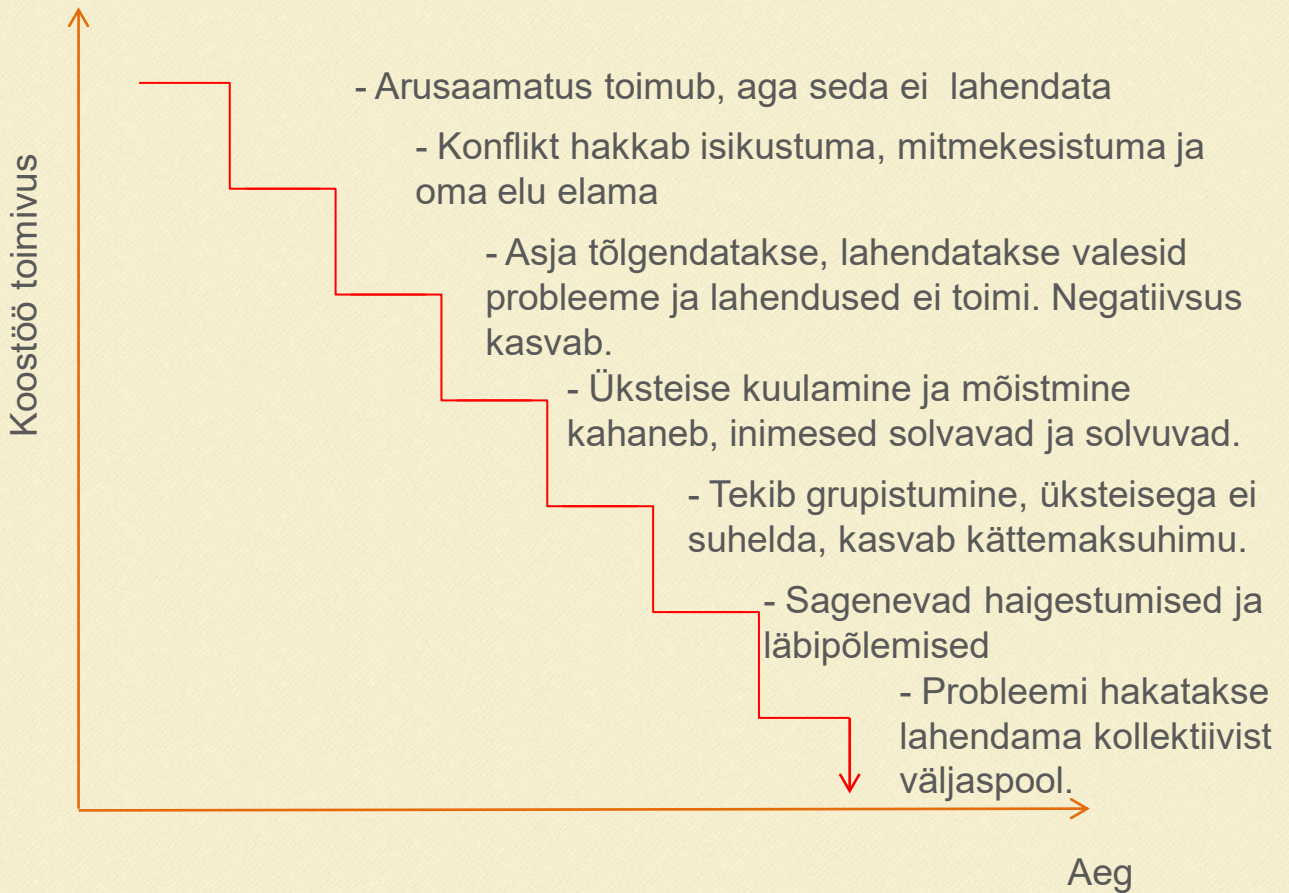 Koostöö toimivus
- Arusaamatus toimub, aga seda ei lahendata
- Konflikt hakkab isikustuma, mitmekesistuma ja
oma elu elama
- Asja tõlgendatakse, lahendatakse valesid
probleeme ja lahendused ei toimi. Negatiivsus
kasvab.
- Üksteise kuulamine ja mõistmine
kahaneb, inimesed solvavad ja solvuvad.
- Tekib grupistumine, üksteisega ei
suhelda, kasvab kättemaksuhimu.
- Sagenevad haigestumised ja
läbipõlemised
- Probleemi hakatakse
lahendama kollektiivist
väljaspool.
Aeg